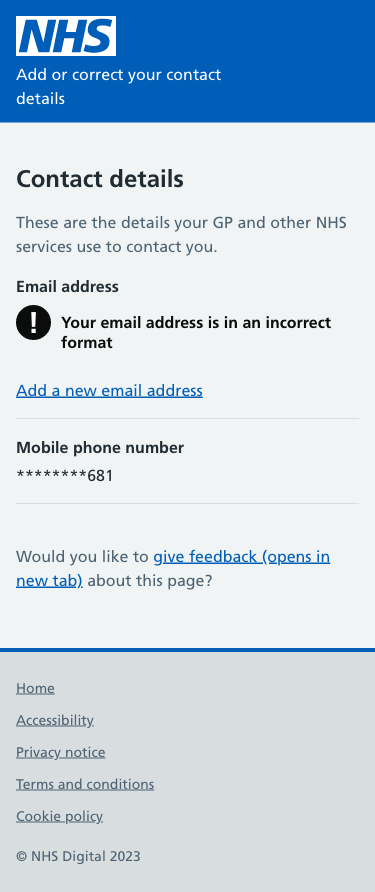 NHS
Add or correct your contact
details
Contact details
These are the details your GP and other NHS
services use to contact you.
Email address
! Your email address is in an incorrect
format
Add a new email address
Mobile phone number
********681
Would you like to give feedback (opens in
new tab) about this page?
Home
Accessibility
Privacy notice
Terms and conditions
Cookie policy
© NHS Digital 2023